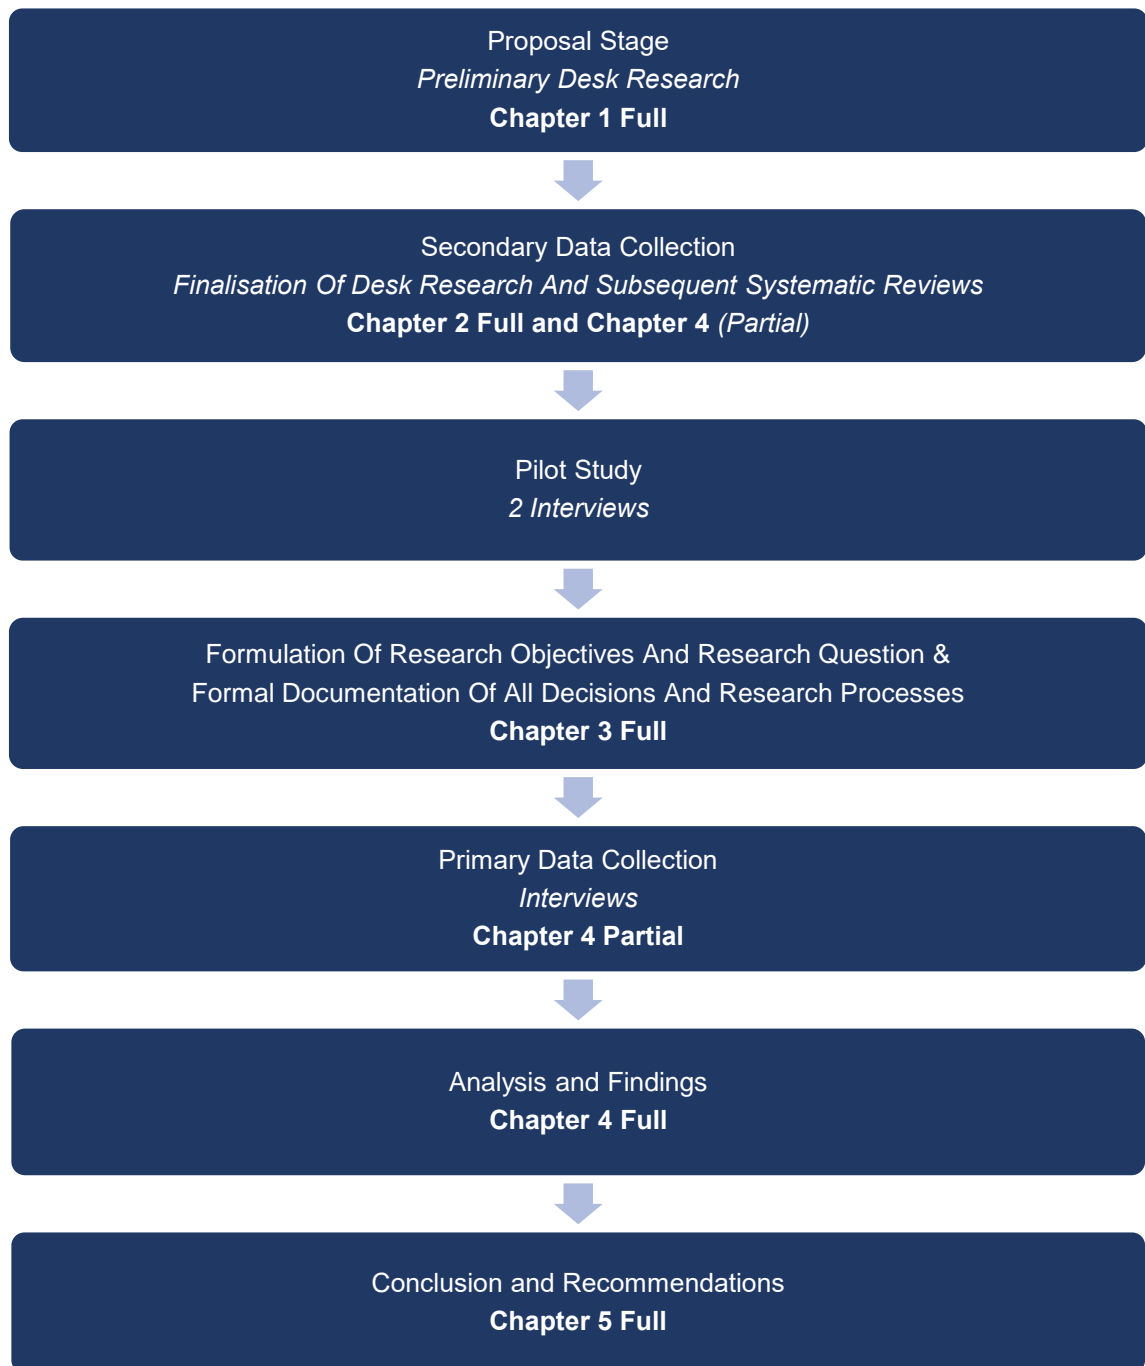 Proposal Stage
Preliminary Desk Research
Chapter 1 Full
Secondary Data Collection
Finalisation Of Desk Research And Subsequent Systematic Reviews
Chapter 2 Full and Chapter 4 (Partial)
Pilot Study
2 Interviews
Formulation Of Research Objectives And Research Question &
Formal Documentation Of All Decisions And Research Processes
Chapter 3 Full
Primary Data Collection
Interviews
Chapter 4 Partial
Analysis and Findings
Chapter 4 Full
Conclusion and Recommendations
Chapter 5 Full